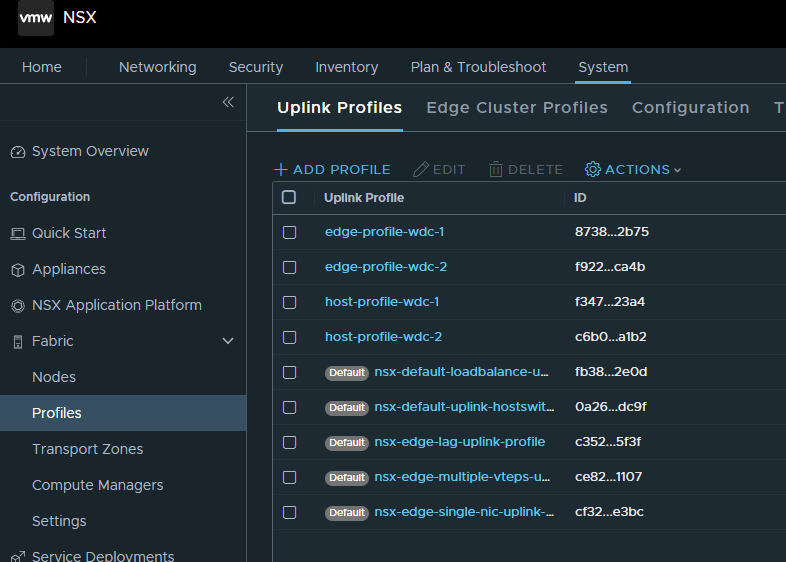 vmw NSX
Home Networking Security Inventory Plan & Troubleshoot System
Uplink Profiles Edge Cluster Profiles Configuration T
System Overview
Configuration
Quick Start
Appliances
NSX Application Platform
Fabric
Nodes
Profiles
Transport Zones
Compute Managers
Settings
Service Deployments
ADD PROFILE EDIT DELETE ACTIONS
Uplink Profile ID
edge-profile-wdc-1 8738...2b75
edge-profile-wdc-2 f922...ca4b
host-profile-wdc-1 f347...23a4
host-profile-wdc-2 c6b0...a1b2
Default nsx-default-loadbalance-u... fb38...2e0d
Default nsx-default-uplink-hostswit... 0a26...dc9f
Default nsx-edge-lag-uplink-profile c352...5f3f
Default nsx-edge-multiple-vteps-u... ce82...1107
Default nsx-edge-single-nic-uplink-... cf32...e3bc